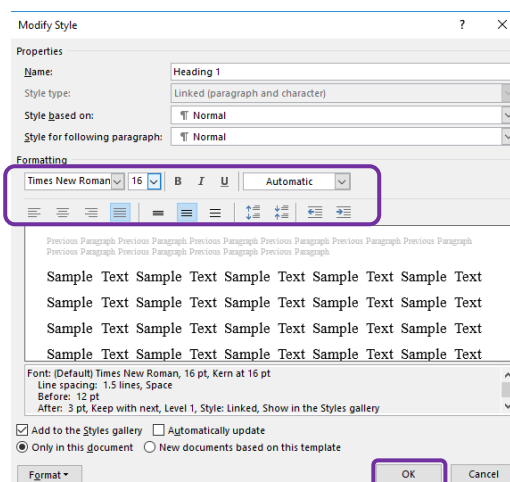 Modify Style ? ×
Properties
Name: Heading 1
Style type: Linked (paragraph and character)
Style based on: ¶ Normal
Style for following paragraph: ¶ Normal
Formatting
Times New Roman 16 B I U Automatic
Previous Paragraph Previous Paragraph Previous Paragraph Previous Paragraph Previous Paragraph Previous Paragraph
Previous Paragraph Previous Paragraph Previous Paragraph Previous Paragraph
Sample Text Sample Text Sample Text Sample Text Sample Text
Sample Text Sample Text Sample Text Sample Text Sample Text
Sample Text Sample Text Sample Text Sample Text Sample Text
Sample Text Sample Text Sample Text Sample Text Sample Text
Font: (Default) Times New Roman, 16 pt, Kern at 16 pt
Line spacing: 1.5 lines, Space
Before: 12 pt
After: 3 pt, Keep with next, Level 1, Style: Linked, Show in the Styles gallery
Add to the Styles gallery Automatically update
Only in this document New documents based on this template
Format OK Cancel